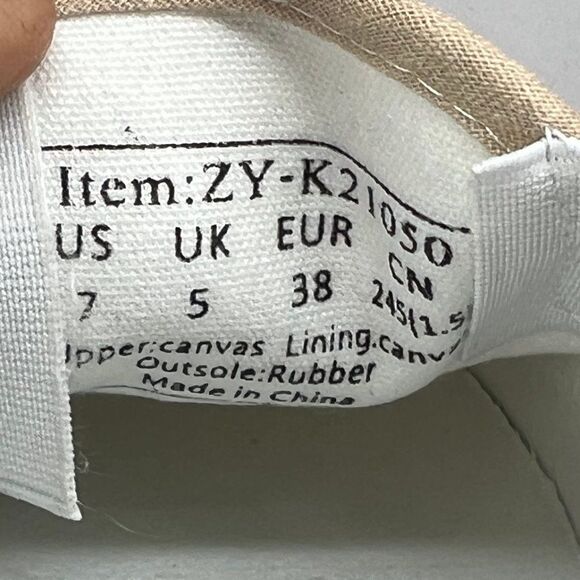 Item:ZY-K21050
US UK EUR CN
7 5 38 245(1.5
Upper:canvas Lining:canv
Outsole:Rubber
Made in China